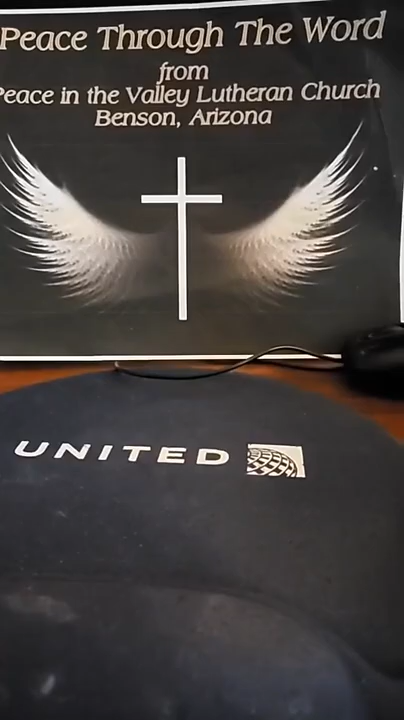 Peace Through The Word
from
Peace in the Valley Lutheran Church
Benson, Arizona
UNITED